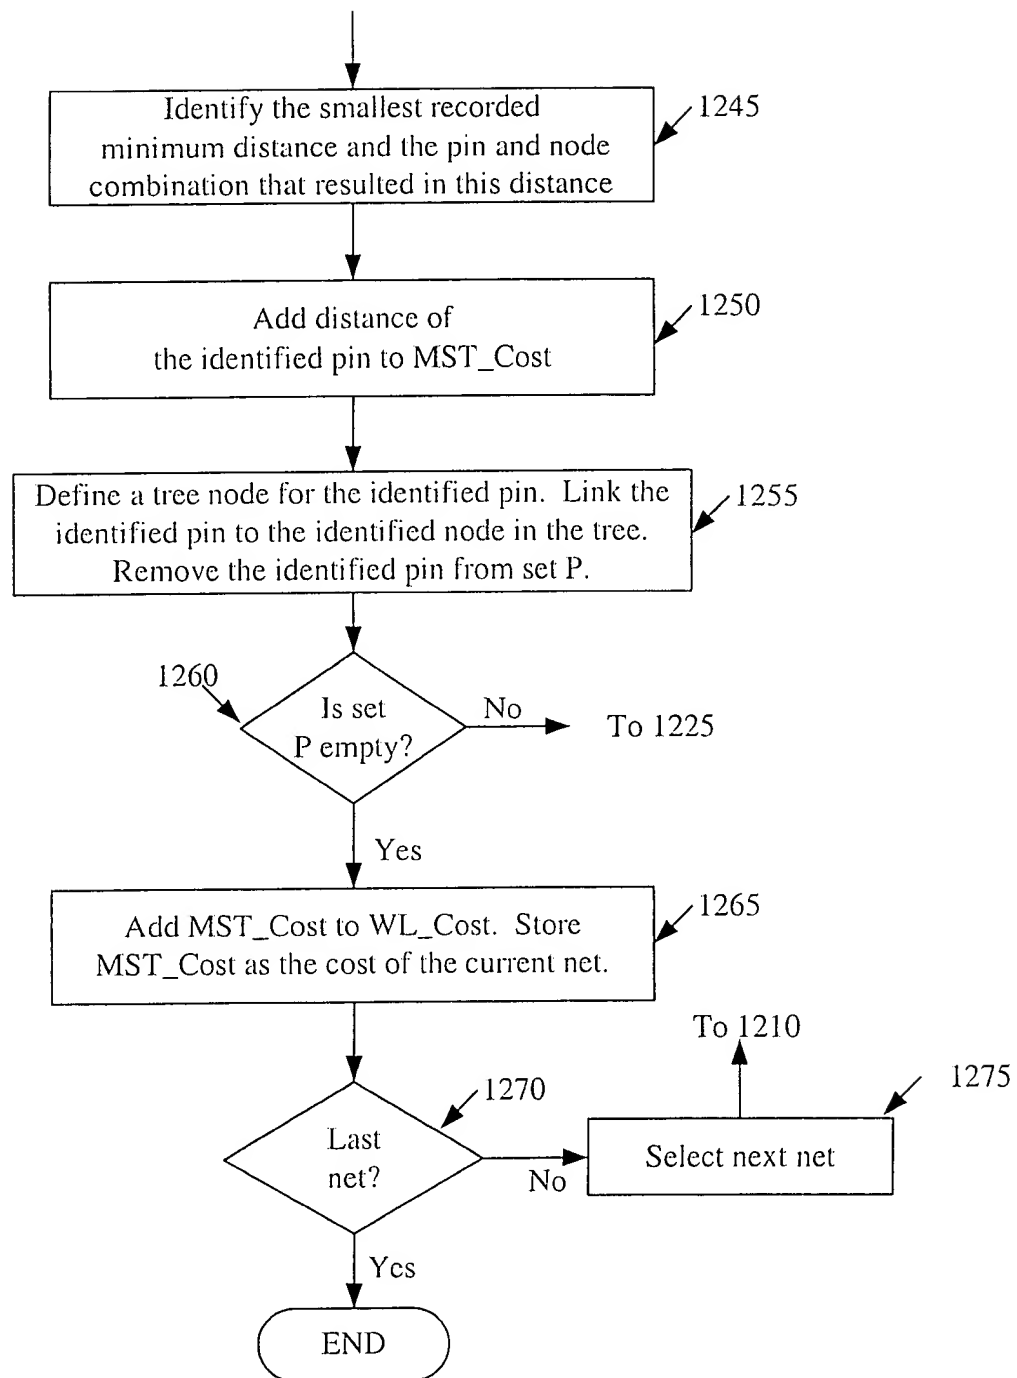 Identify the smallest recorded
minimum distance and the pin and node
combination that resulted in this distance
1245
Add distance of
the identified pin to MST_Cost
1250
Define a tree node for the identified pin. Link the
identified pin to the identified node in the tree.
Remove the identified pin from set P.
1255
1260
Is set
P empty?
No
To 1225
Yes
Add MST_Cost to WL_Cost. Store
MST_Cost as the cost of the current net.
1265
To 1210
1270
1275
Last
net?
No
Select next net
Yes
END